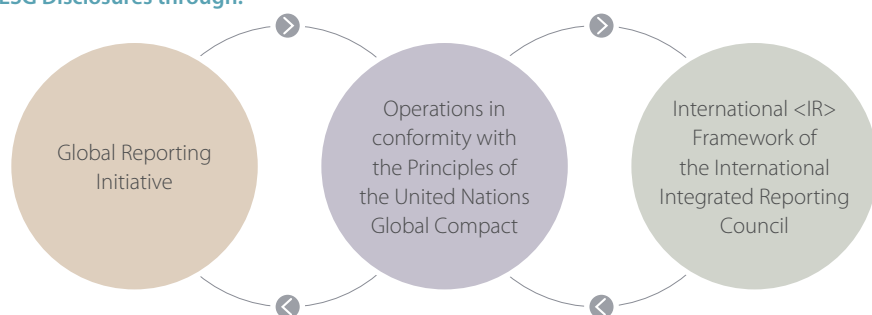 ESG Disclosures through:
Global Reporting
Initiative
Operations in
conformity with
the Principles of
the United Nations
Global Compact
International <IR>
Framework of
the International
Integrated Reporting
Council